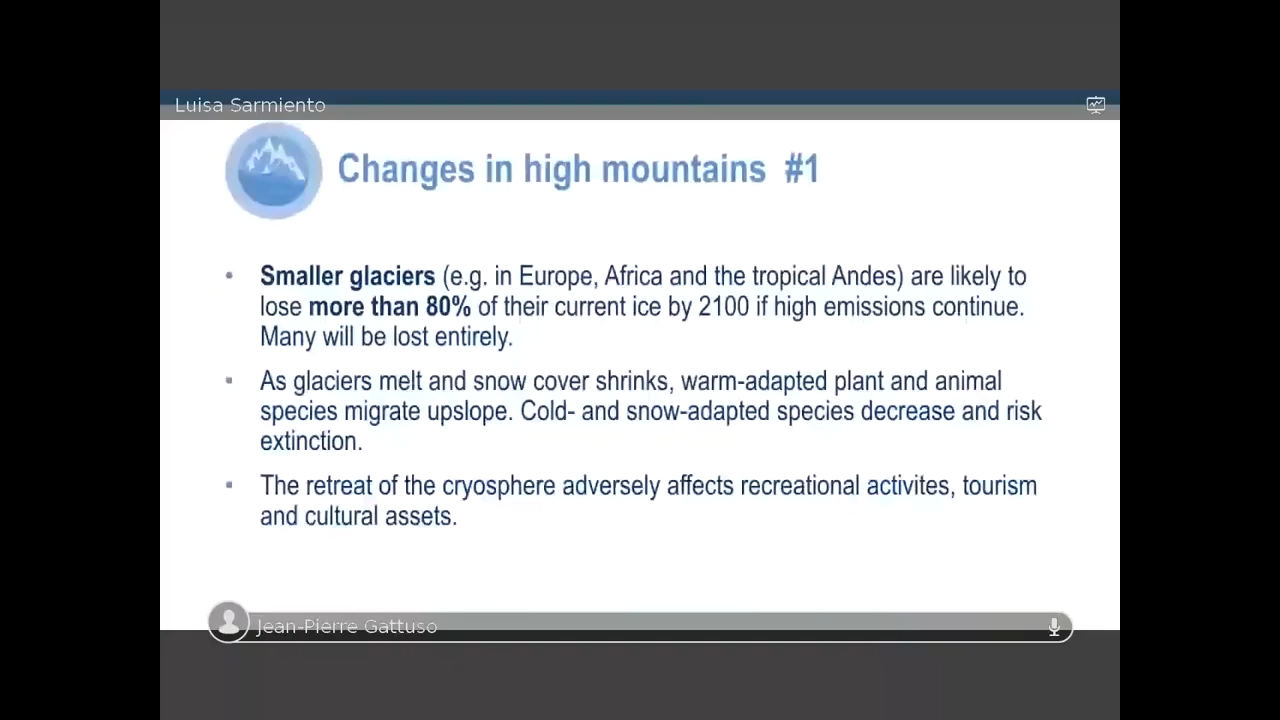 Luisa Sarmiento
Changes in high mountains #1
• Smaller glaciers (e.g. in Europe, Africa and the tropical Andes) are likely to
lose more than 80% of their current ice by 2100 if high emissions continue.
Many will be lost entirely.
• As glaciers melt and snow cover shrinks, warm-adapted plant and animal
species migrate upslope. Cold- and snow-adapted species decrease and risk
extinction.
• The retreat of the cryosphere adversely affects recreational activites, tourism
and cultural assets.
Jean-Pierre Gattuso